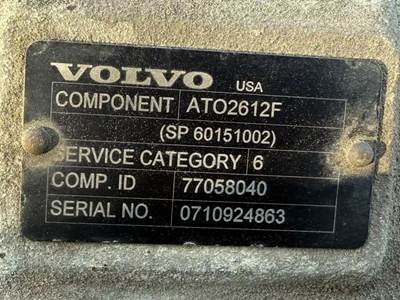 VOLVO USA
COMPONENT ATO2612F
(SP 60151002)
SERVICE CATEGORY 6
COMP. ID 77058040
SERIAL NO. 0710924863